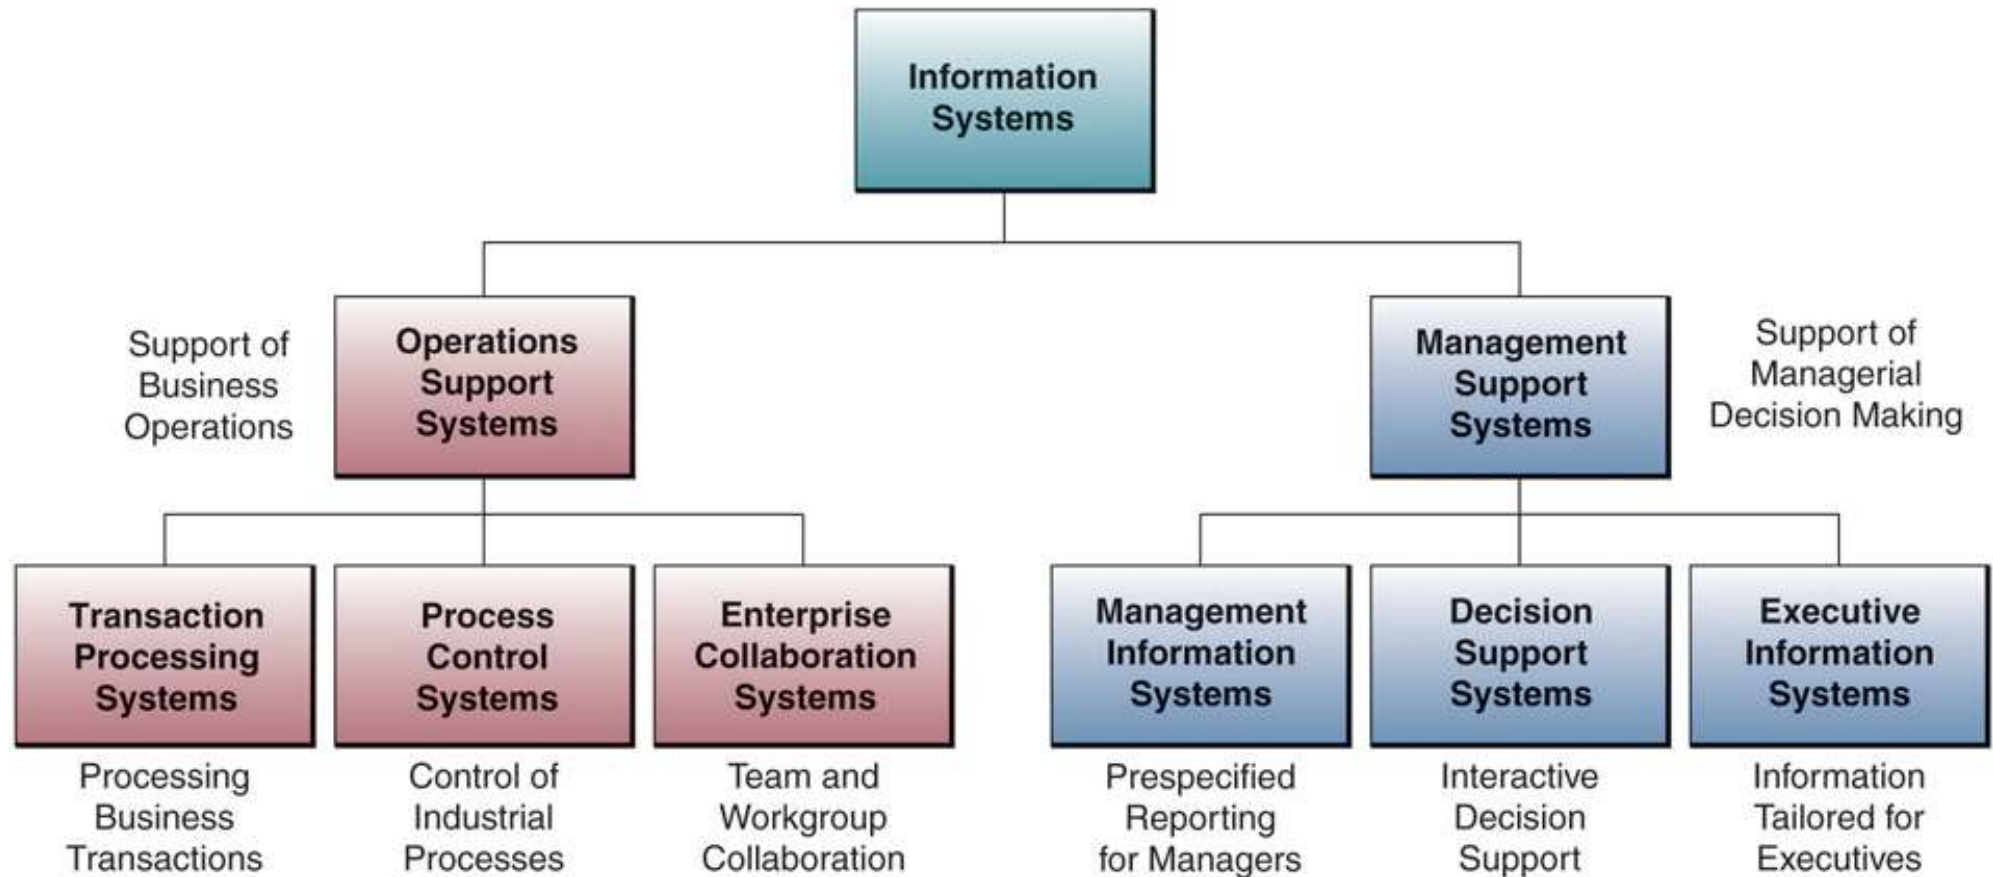 Information
Systems
Support of
Business
Operations
Operations
Support
Systems
Management
Support
Systems
Support of
Managerial
Decision Making
Transaction
Processing
Systems
Process
Control
Systems
Enterprise
Collaboration
Systems
Management
Information
Systems
Decision
Support
Systems
Executive
Information
Systems
Processing
Business
Transactions
Control of
Industrial
Processes
Team and
Workgroup
Collaboration
Prespecified
Reporting
for Managers
Interactive
Decision
Support
Information
Tailored for
Executives